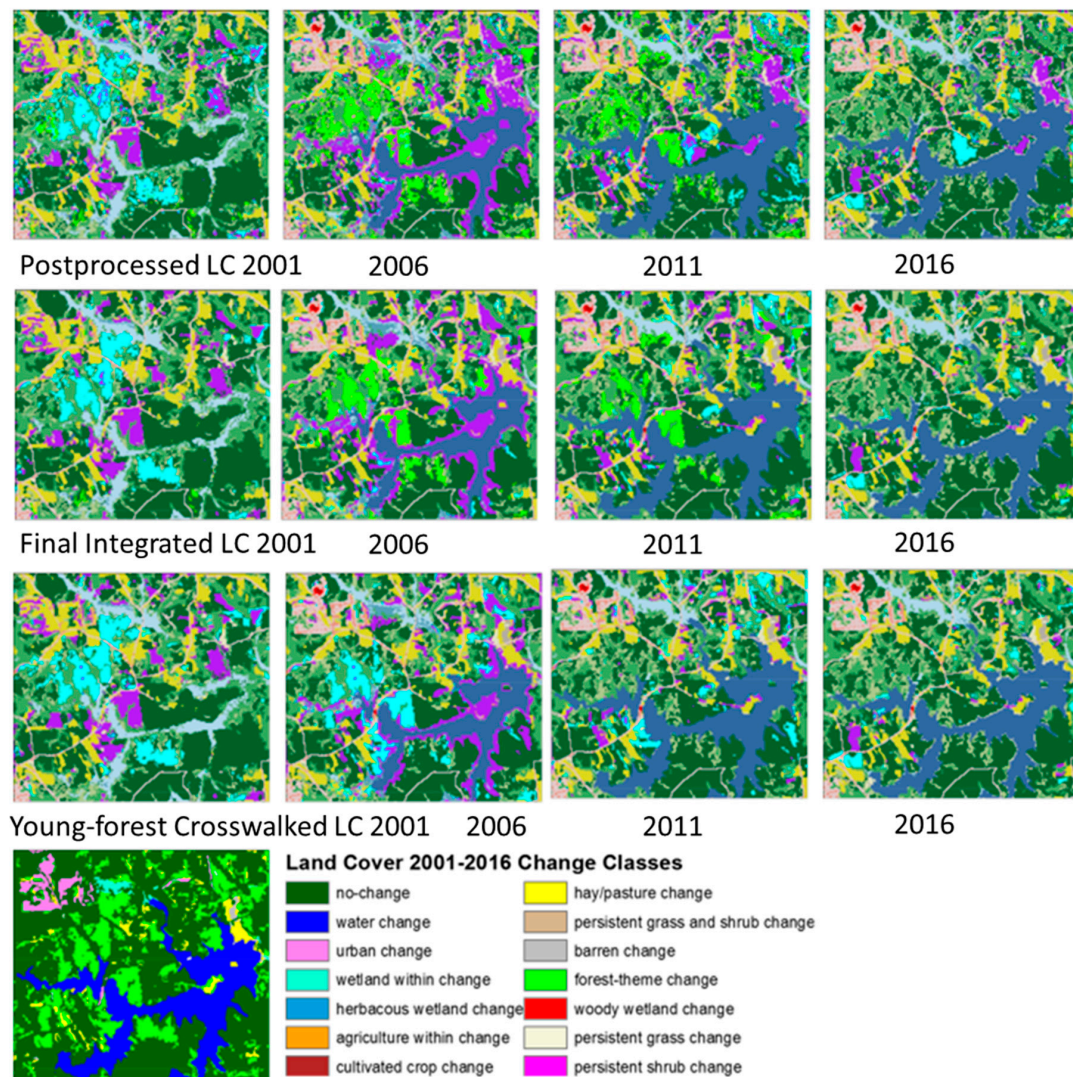 Postprocessed LC 2001 2006 2011 2016
Final Integrated LC 2001 2006 2011 2016
Young-forest Crosswalked LC 2001 2006 2011 2016
Land Cover 2001-2016 Change Classes
no-change
water change
urban change
wetland within change
herbacous wetland change
agriculture within change
cultivated crop change
hay/pasture change
persistent grass and shrub change
barren change
forest-theme change
woody wetland change
persistent grass change
persistent shrub change